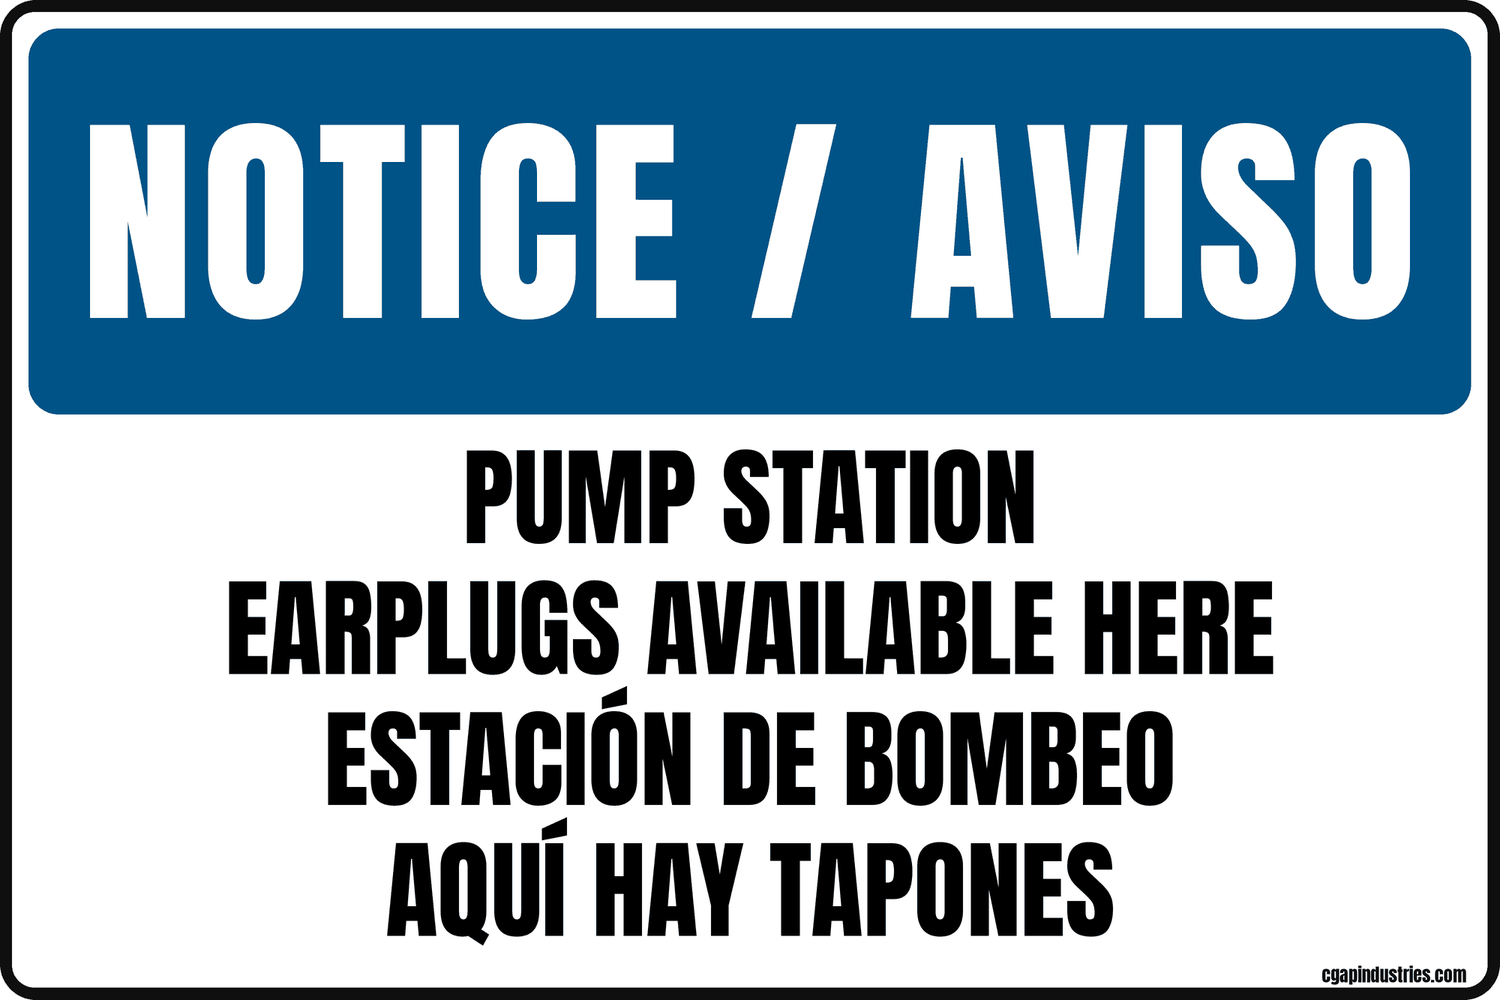 NOTICE / AVISO
PUMP STATION
EARPLUGS AVAILABLE HERE
ESTACIÓN DE BOMBEO
AQUÍ HAY TAPONES
cgapindustries.com